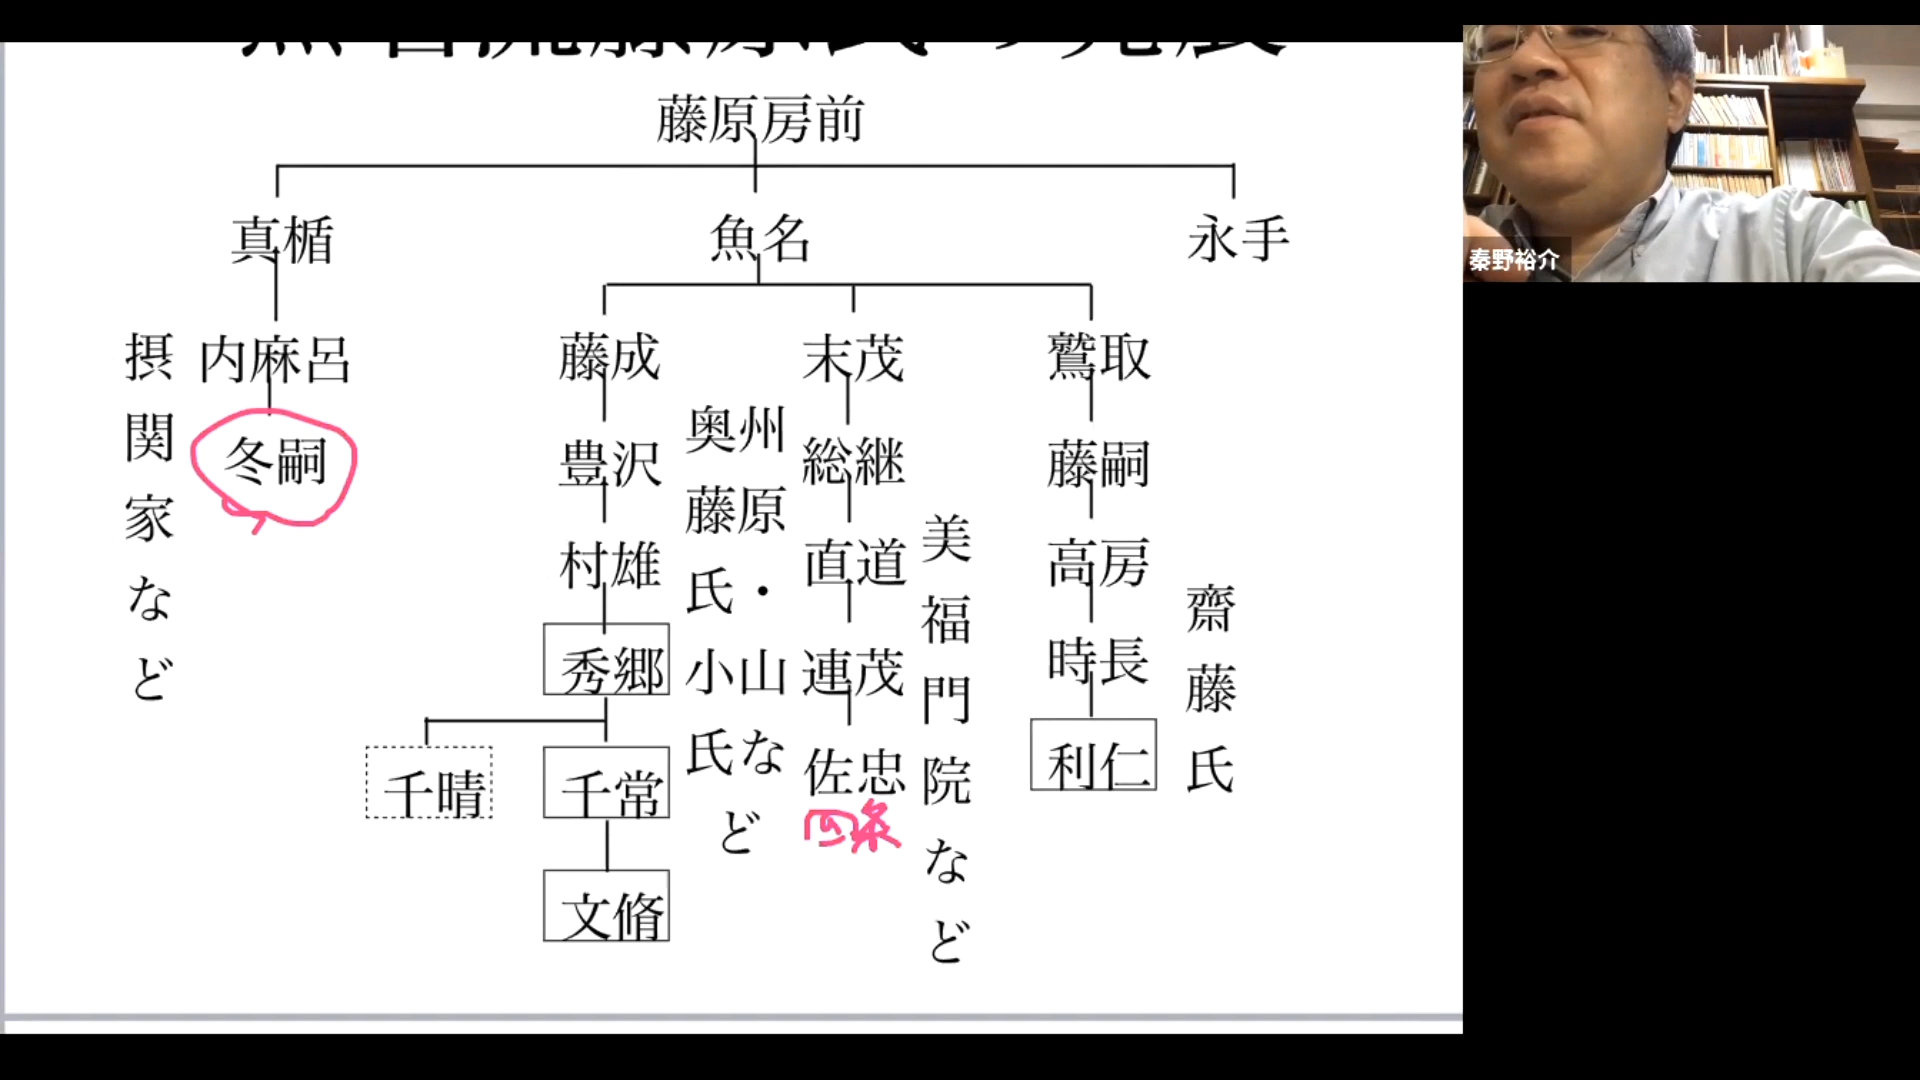 藤原房前
真楯
魚名
永手
摂関家など
内麻呂
冬嗣
藤成
豊沢
村雄
秀郷
千晴
千常
文脩
奥州
藤原
氏・
小山
氏な
ど
末茂
総継
直道
連茂
佐忠
四条
美福門院など
鷲取
藤嗣
高房
時長
利仁
齋藤氏
秦野裕介